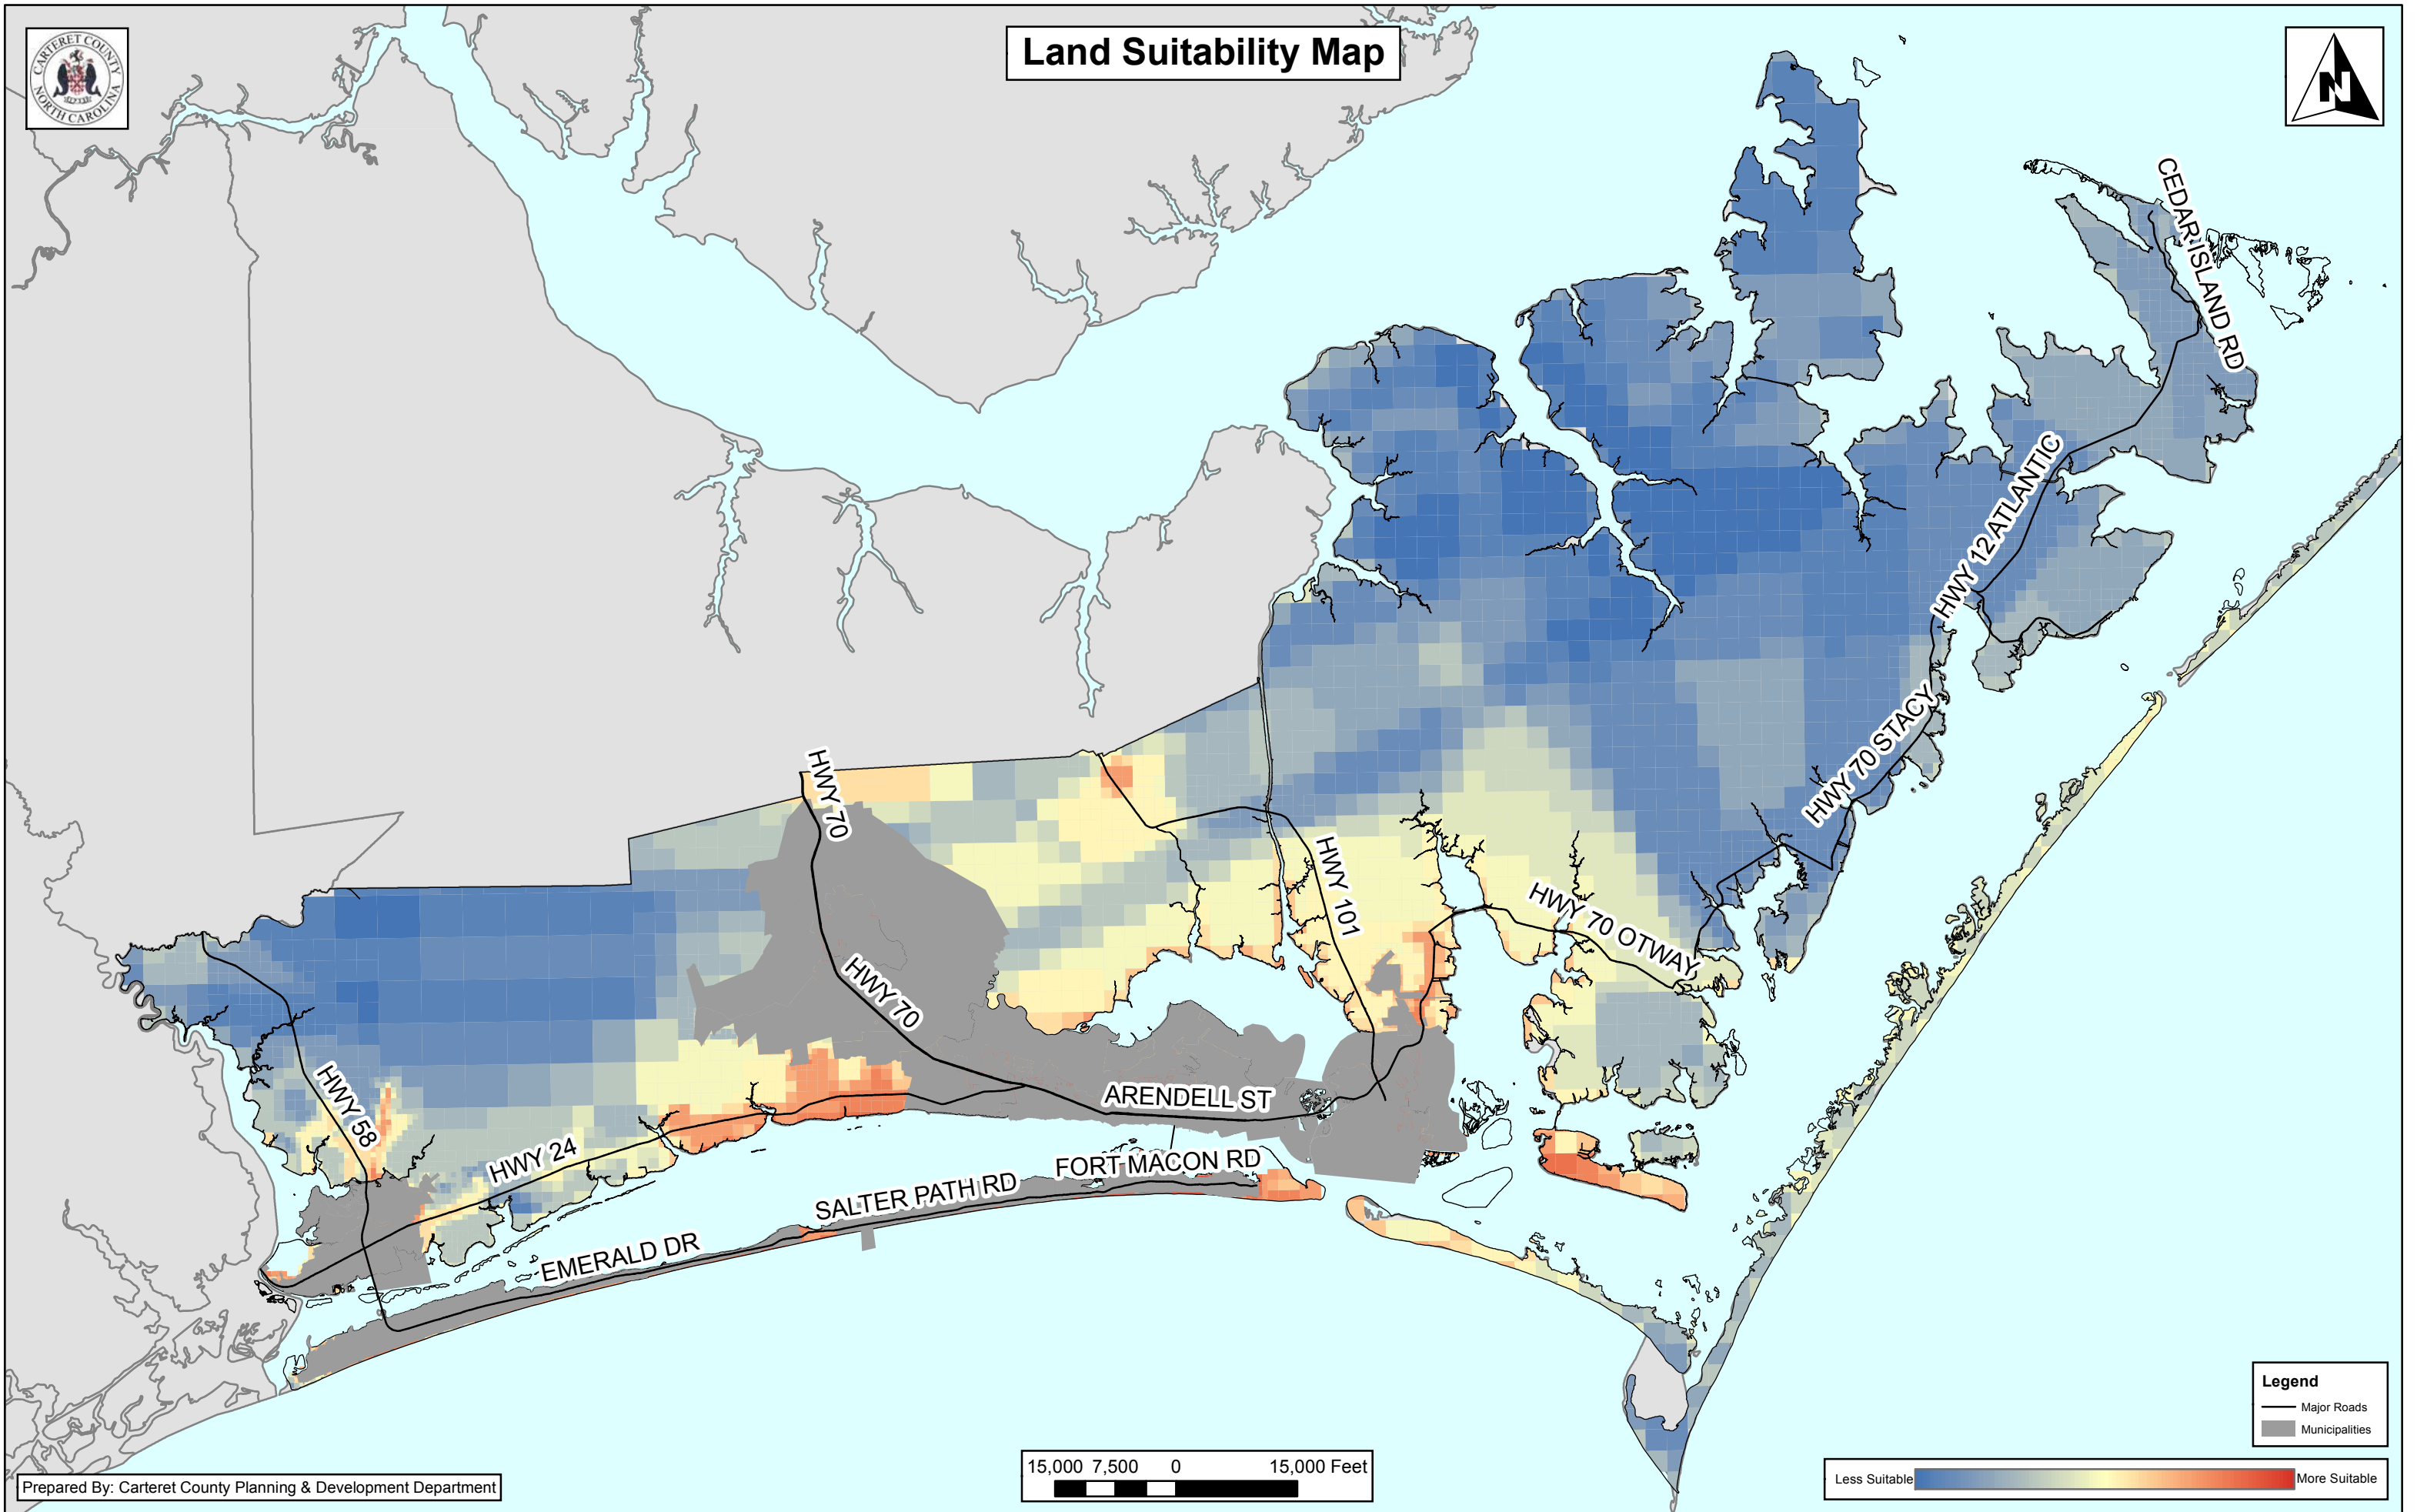 Land Suitability Map
CARTERET COUNTY
NORTH CAROLINA
N
CEDAR ISLAND RD
HWY 12 ATLANTIC
HWY 70 STACY
HWY 70
HWY 101
HWY 70 OTWAY
HWY 70
HWY 58
ARENDELL ST
HWY 24
FORT MACON RD
SALTER PATH RD
EMERALD DR
Legend
Major Roads
Municipalities
15,000 7,500 0 15,000 Feet
Less Suitable More Suitable
Prepared By: Carteret County Planning & Development Department